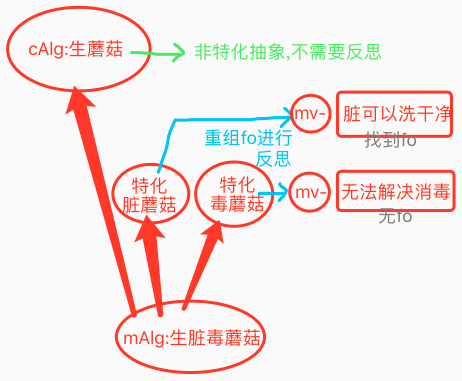 cAlg:生蘑菇
非特化抽象,不需要反思
mv-
脏可以洗干净
找到fo
重组fo进行
反思
特化
脏蘑菇
特化
毒蘑菇
mv-
无法解决消毒
无fo
mAlg:生脏毒蘑菇